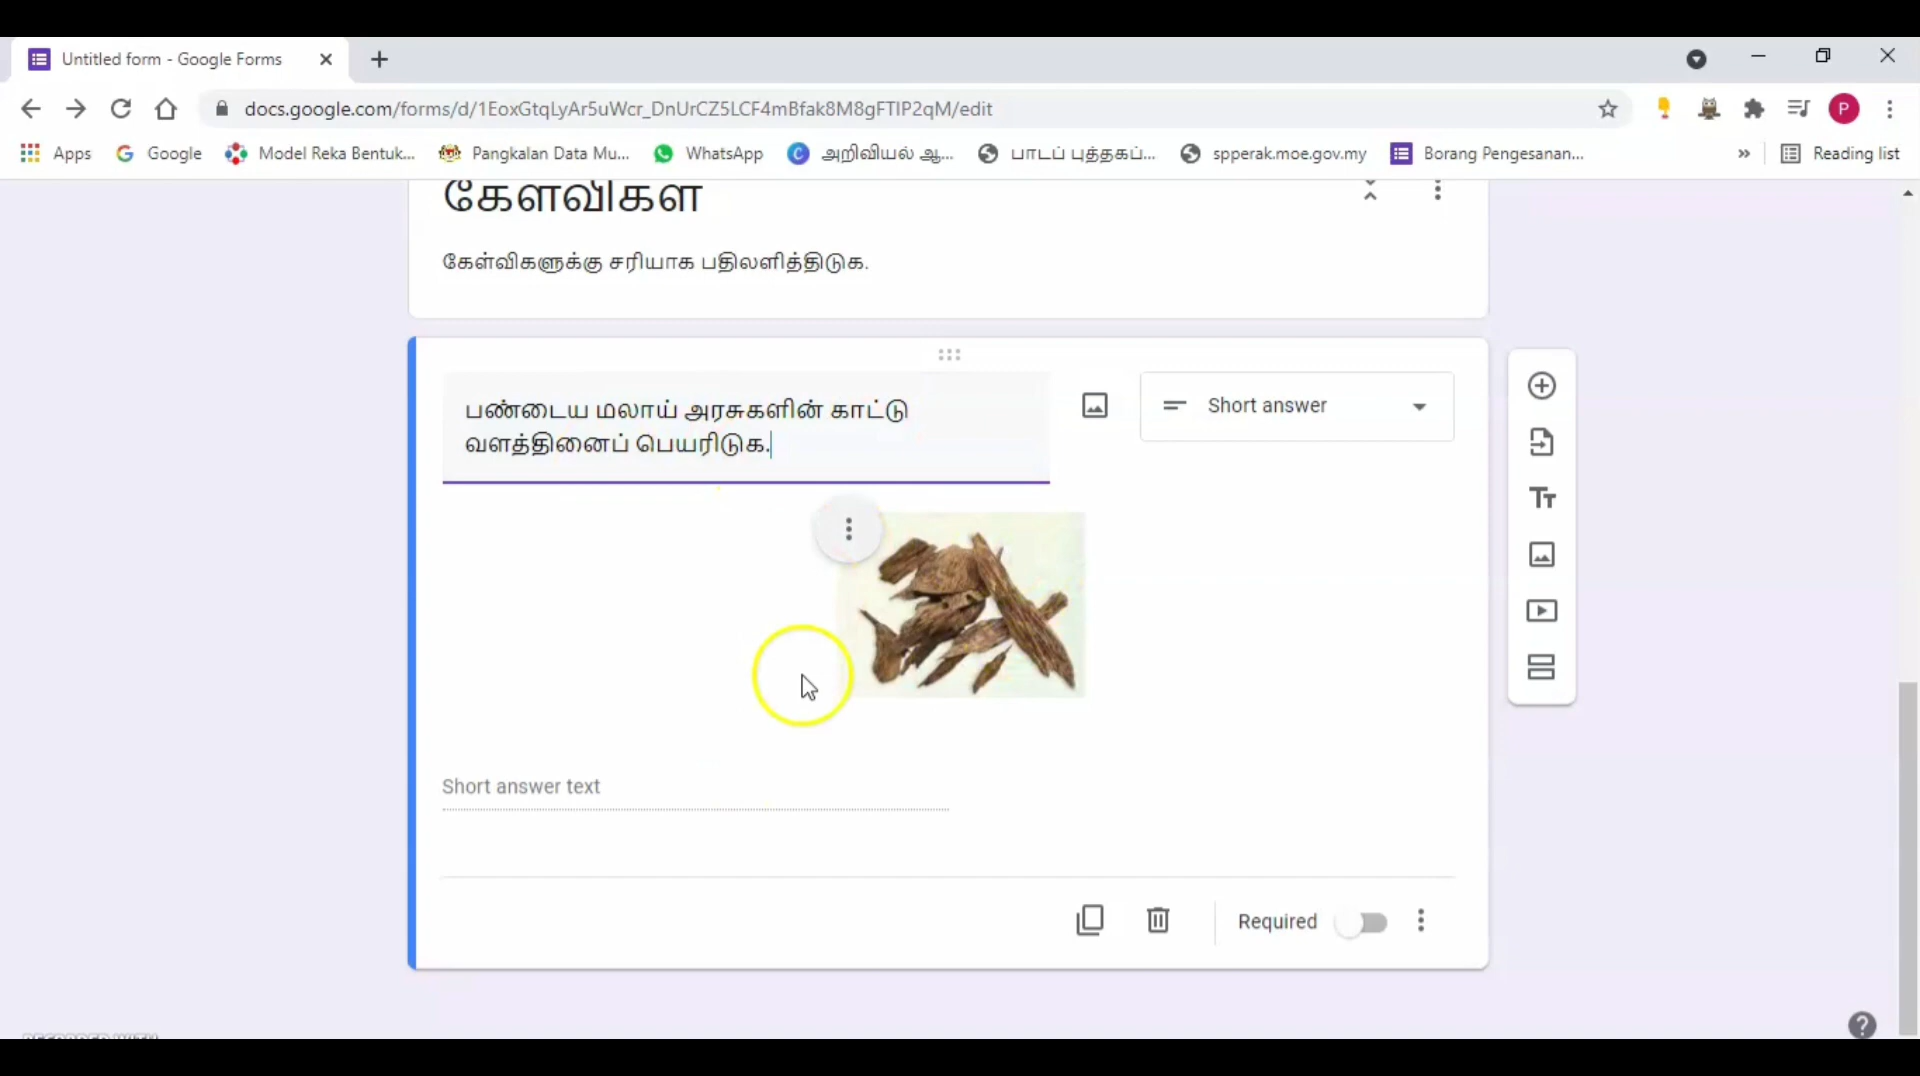 Untitled form - Google Forms
docs.google.com/forms/d/1EoxGtqLyAr5uWcr_DnUrCZ5LCF4mBfak8M8gFTIP2qM/edit
Apps Google Model Reka Bentuk... Pangkalan Data Mu... WhatsApp அறிவியல் ஆ... பாடப் புத்தகப்... spperak.moe.gov.my Borang Pengesanan... » Reading list
கேள்விகள்
கேள்விகளுக்கு சரியாக பதிலளித்திடுக.
பண்டைய மலாய் அரசுகளின் காட்டு
வளத்தினைப் பெயரிடுக.
Short answer
Short answer text
Required